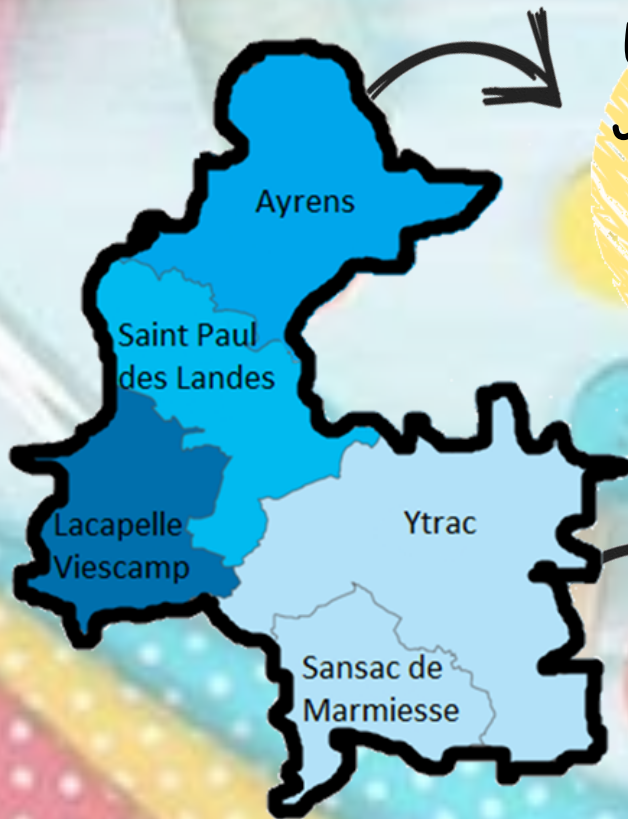 Ayrens
Saint Paul
des Landes
Lacapelle
Viescamp
Ytrac
Sansac de
Marmiesse